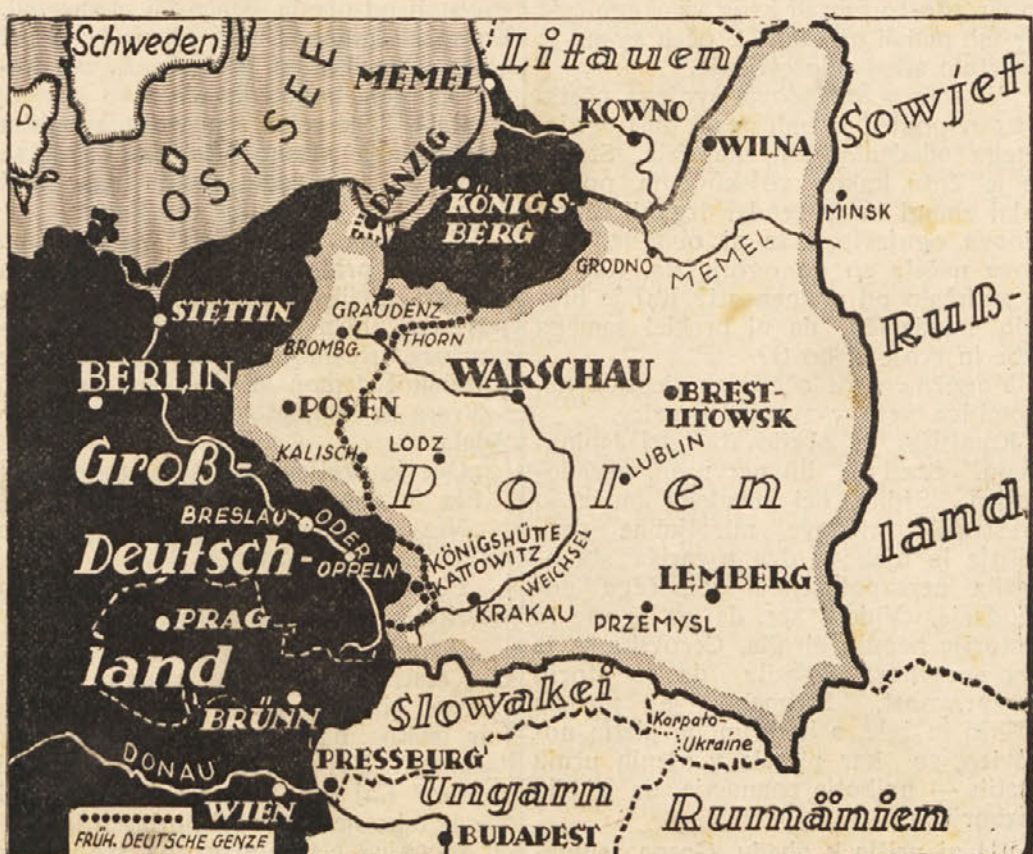 Schweden
D.
OSTSEE
MEMEL
Litauen
KOWNO
WILNA
Sowjet
Ruß-
land
MINSK
DANZIG
KÖNIGS-
BERG
GRODNO
MEMEL
STETTIN
GRAUDENZ
BROMBG.
THORN
BERLIN
WARSCHAU
BREST-
LITOWSK
POSEN
KALISCH
LODZ
LUBLIN
Polen
Groß-
Deutsch-
land
BRESLAU
ODER
OPPELN
KÖNIGSHÜTTE
KATTOWITZ
WEICHSEL
KRAKAU
LEMBERG
PRZEMYSL
PRAG
BRÜNN
Slowakei
Karpato-
Ukraine
DONAU
WIEN
PRESSBURG
Ungarn
BUDAPEST
Rumänien
FRÜH. DEUTSCHE GENZE